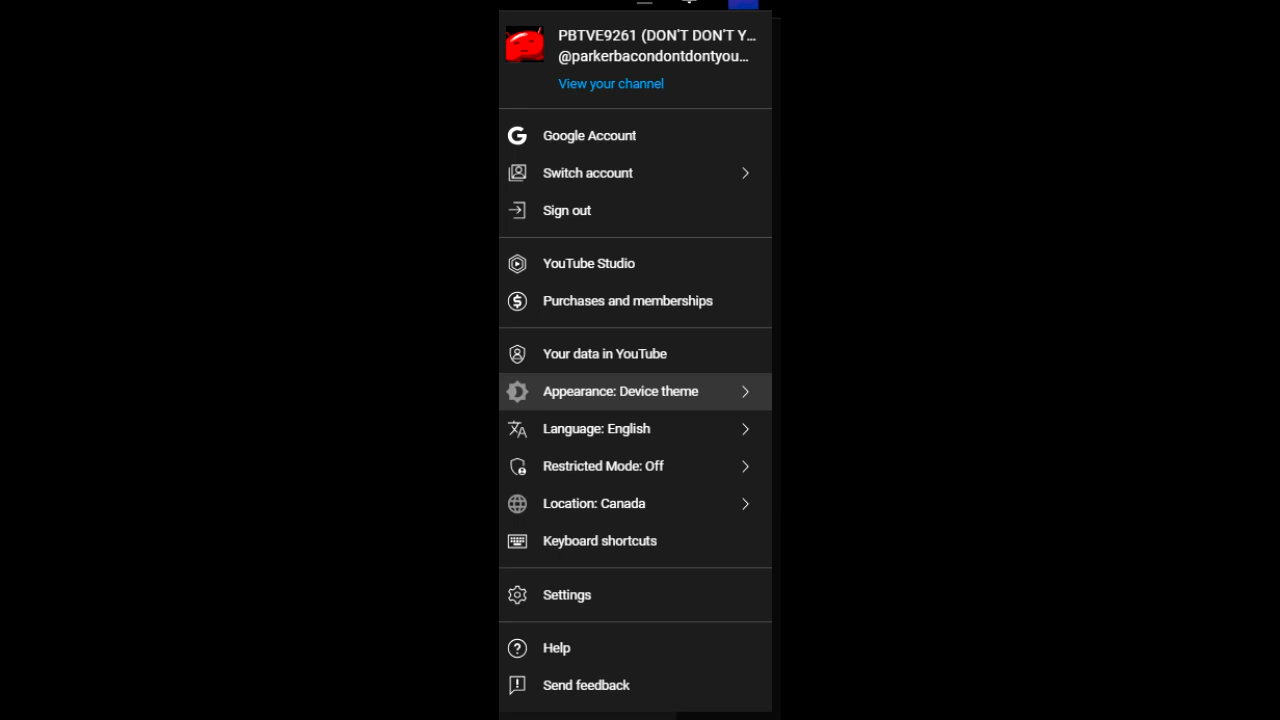 PBTVE9261 (DON'T DON'T Y...
@parkerbacondontdontyou...
View your channel
Google Account
Switch account
Sign out
YouTube Studio
Purchases and memberships
Your data in YouTube
Appearance: Device theme
Language: English
Restricted Mode: Off
Location: Canada
Keyboard shortcuts
Settings
Help
Send feedback